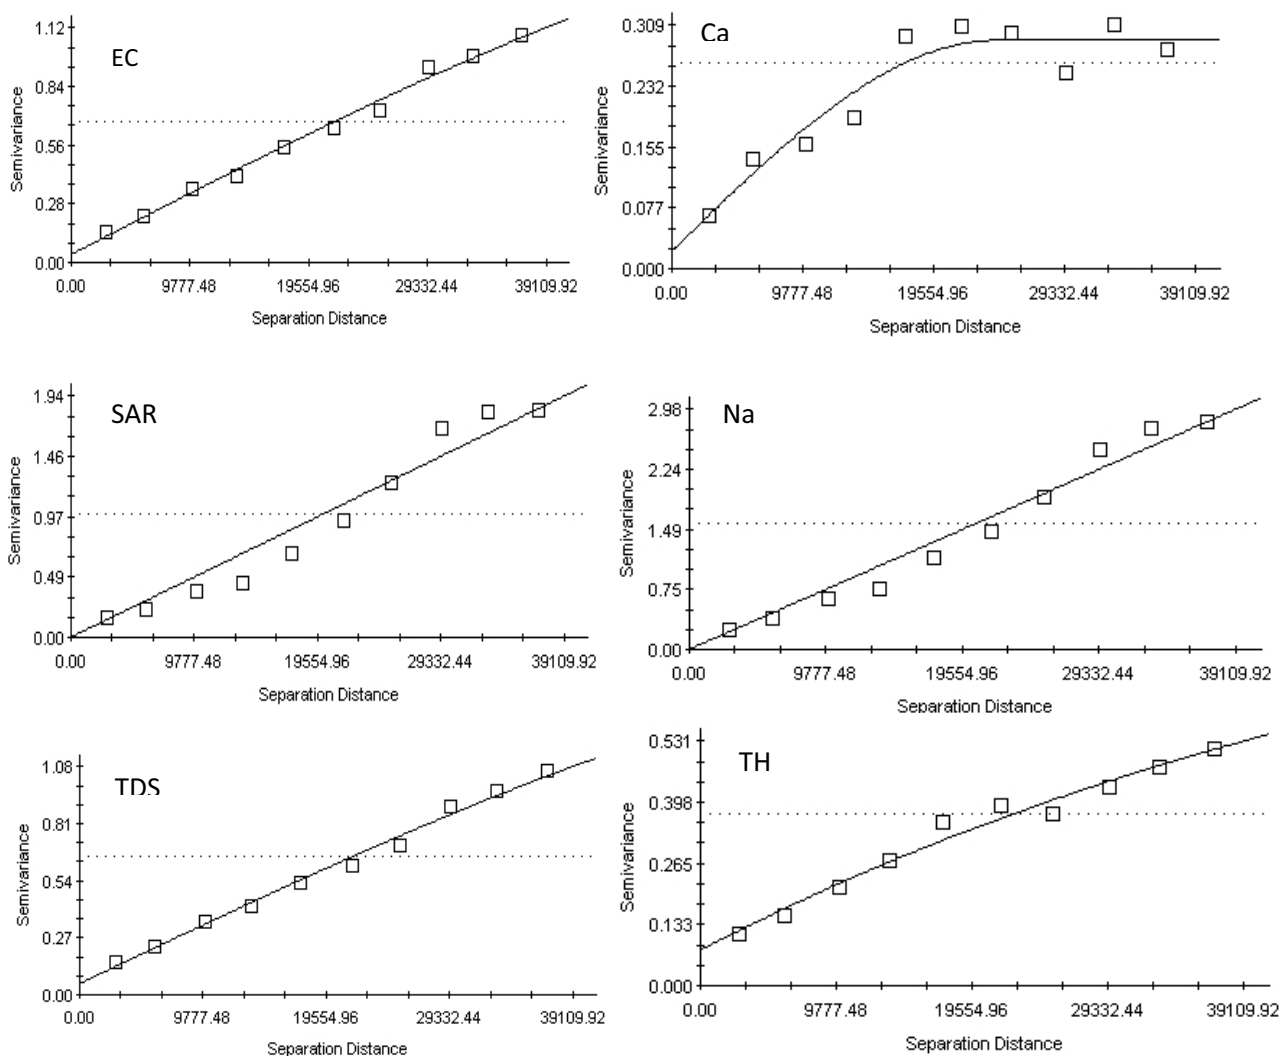 EC
Semivariance
1.12
0.84
0.56
0.28
0.00
0.00 9777.48 19554.96 29332.44 39109.92
Separation Distance
Ca
Semivariance
0.309
0.232
0.155
0.077
0.000
0.00 9777.48 19554.96 29332.44 39109.92
Separation Distance
SAR
Semivariance
1.94
1.46
0.97
0.49
0.00
0.00 9777.48 19554.96 29332.44 39109.92
Separation Distance
Na
Semivariance
2.98
2.24
1.49
0.75
0.00
0.00 9777.48 19554.96 29332.44 39109.92
Separation Distance
TDS
Semivariance
1.08
0.81
0.54
0.27
0.00
0.00 9777.48 19554.96 29332.44 39109.92
Separation Distance
TH
Semivariance
0.531
0.398
0.265
0.133
0.000
0.00 9777.48 19554.96 29332.44 39109.92
Separation Distance